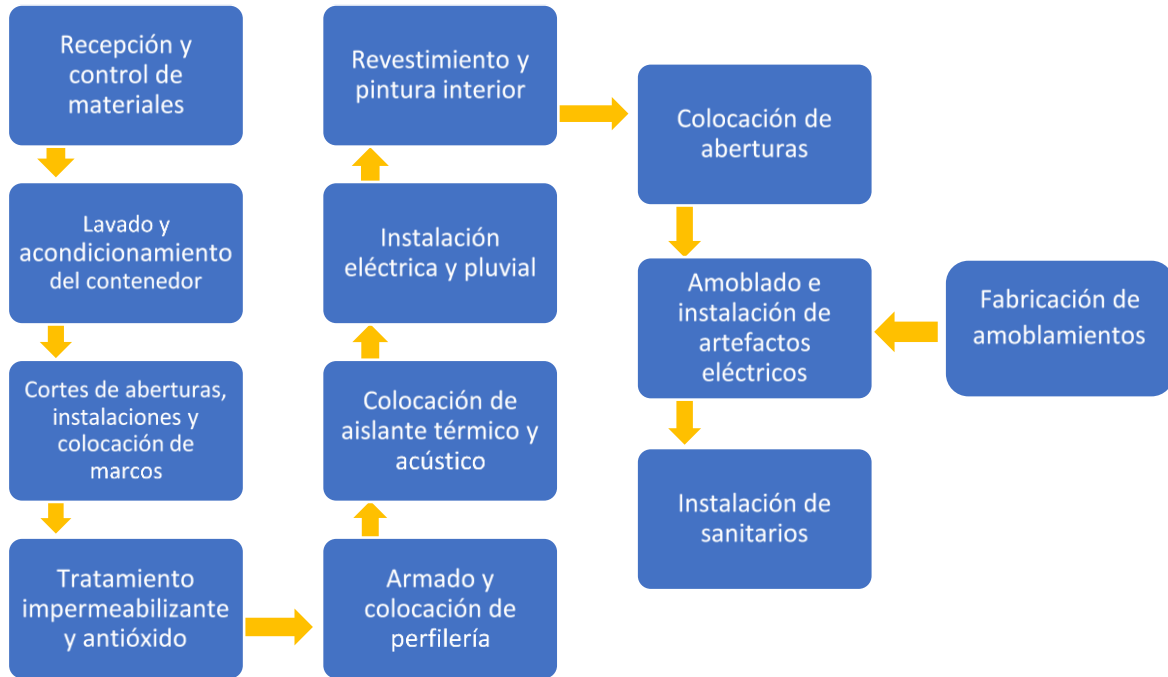 Recepción y
control de
materiales
Lavado y
acondicionamiento
del contenedor
Cortes de aberturas,
instalaciones y
colocación de
marcos
Tratamiento
impermeabilizante
y antióxido
Armado y
colocación de
perfilería
Colocación de
aislante térmico y
acústico
Instalación
eléctrica y pluvial
Revestimiento y
pintura interior
Colocación de
aberturas
Amoblado e
instalación de
artefactos
eléctricos
Fabricación de
amoblamientos
Instalación de
sanitarios